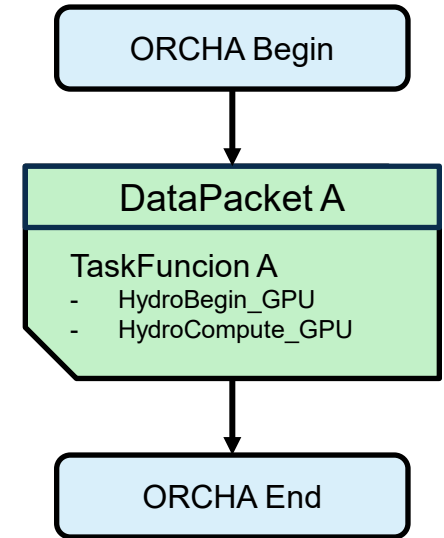 ORCHA Begin
DataPacket A
TaskFuncion A
- HydroBegin_GPU
- HydroCompute_GPU
ORCHA End